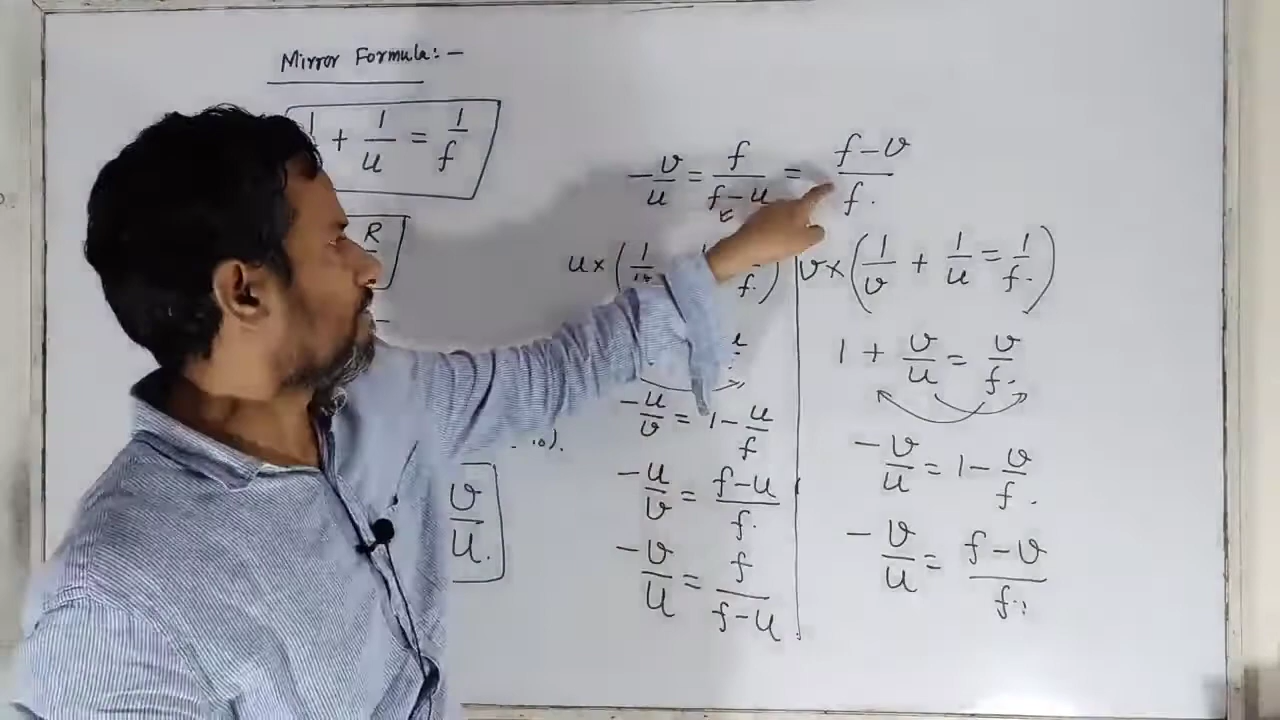 Mirror Formula:-
+ 1/u = 1/f
R
-v/u = f/(f-u) = (f-v)/f.
u × (1/
f.)
-u/v = 1 - u/f
-u/v = (f-u)/f.
-v/u = f/(f-u)
v × (1/v + 1/u = 1/f.)
1 + v/u = v/f.
-v/u = 1 - v/f.
-v/u = (f-v)/f.
v/u.